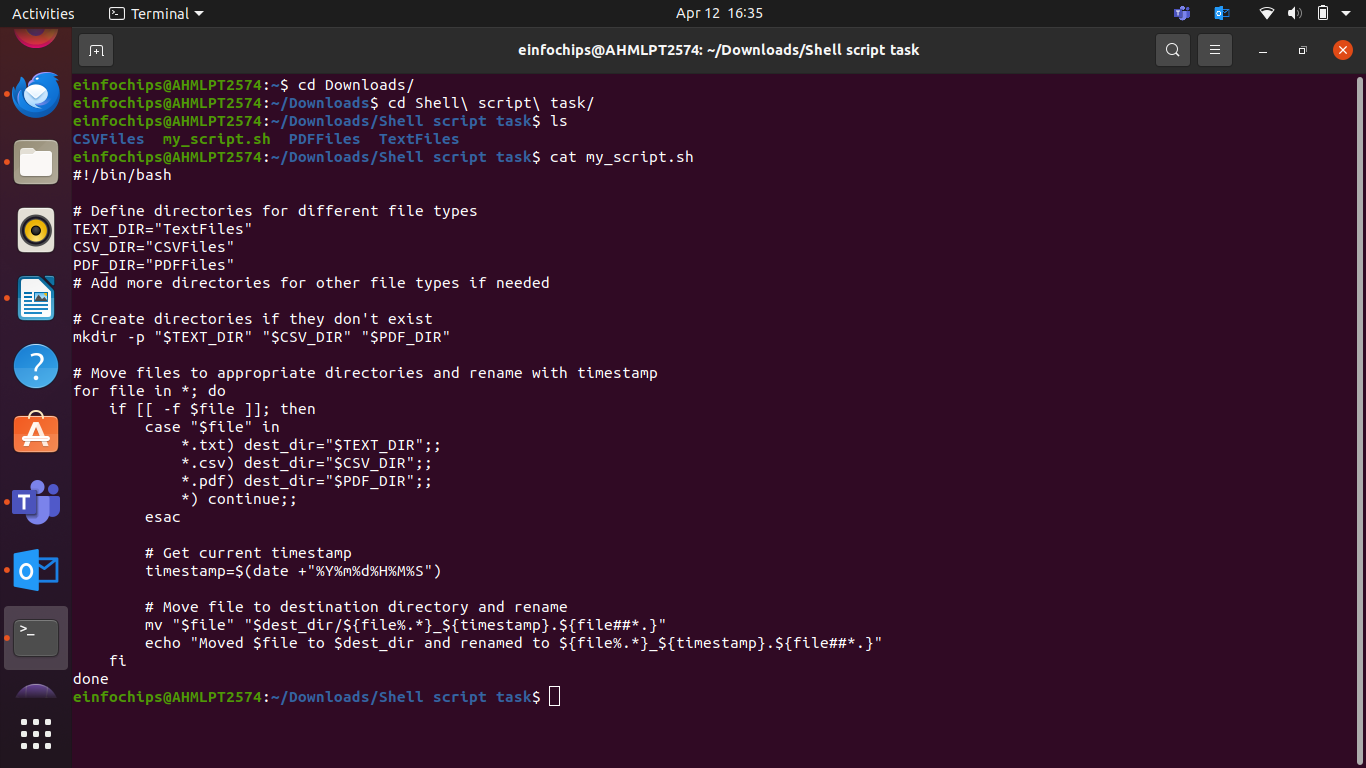 Activities
Terminal
Apr 12 16:35
einfochips@AHMLPT2574: ~/Downloads/Shell script task
einfochips@AHMLPT2574:~$ cd Downloads/
einfochips@AHMLPT2574:~/Downloads$ cd Shell\ script\ task/
einfochips@AHMLPT2574:~/Downloads/Shell script task$ ls
CSVFiles  my_script.sh  PDFFiles  TextFiles
einfochips@AHMLPT2574:~/Downloads/Shell script task$ cat my_script.sh
#!/bin/bash

# Define directories for different file types
TEXT_DIR="TextFiles"
CSV_DIR="CSVFiles"
PDF_DIR="PDFFiles"
# Add more directories for other file types if needed

# Create directories if they don't exist
mkdir -p "$TEXT_DIR" "$CSV_DIR" "$PDF_DIR"

# Move files to appropriate directories and rename with timestamp
for file in *; do
    if [[ -f $file ]]; then
        case "$file" in
            *.txt) dest_dir="$TEXT_DIR";;
            *.csv) dest_dir="$CSV_DIR";;
            *.pdf) dest_dir="$PDF_DIR";;
            *) continue;;
        esac

        # Get current timestamp
        timestamp=$(date +"%Y%m%d%H%M%S")

        # Move file to destination directory and rename
        mv "$file" "$dest_dir/${file%.*}_${timestamp}.${file##*.}"
        echo "Moved $file to $dest_dir and renamed to ${file%.*}_${timestamp}.${file##*.}"
    fi
done
einfochips@AHMLPT2574:~/Downloads/Shell script task$